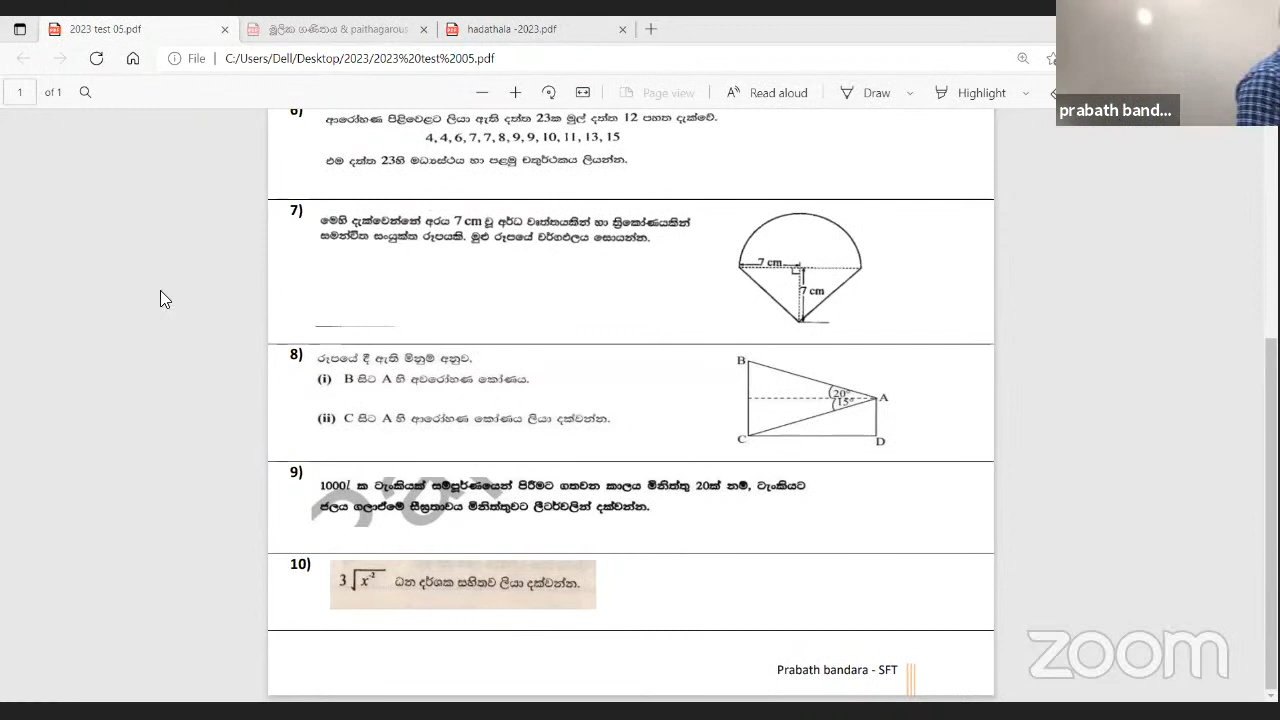 2023 test 05.pdf
මූලික ගණිතය & paithagarous
hadathala -2023.pdf
File
C:/Users/Dell/Desktop/2023/2023%20test%2005.pdf
1 of 1
Page view
Read aloud
Draw
Highlight
prabath band...
6)
ආරෝහණ පිළිවෙළට ලියා ඇති දත්ත 23ක මුල් දත්ත 12 පහත දැක්වේ.
4, 4, 6, 7, 7, 8, 9, 9, 10, 11, 13, 15
එම දත්ත 23හි මධ්‍යස්ථය හා පළමු චතුර්ථකය ලියන්න.
7)
මෙහි දැක්වෙන්නේ අරය 7 cm වූ අර්ධ වෘත්තයකින් හා ත්‍රිකෝණයකින්
සමන්විත සංයුක්ත රූපයකි. මුළු රූපයේ වර්ගඵලය සොයන්න.
7 cm
7 cm
8)
රූපයේ දී ඇති මිනුම් අනුව.
(i) B සිට A හි අවරෝහණ කෝණය.
(ii) C සිට A හි ආරෝහණ කෝණය ලියා දක්වන්න.
B
20°
15°
A
C
D
9)
1000l ක ටැංකියක් සම්පූර්ණයෙන් පිරීමට ගතවන කාලය මිනිත්තු 20ක් නම්, ටැංකියට
ජලය ගලාඒමේ සීඝ්‍රතාවය මිනිත්තුවට ලීටර්වලින් දක්වන්න.
10)
3√x⁻² ධන දර්ශක සහිතව ලියා දක්වන්න.
Prabath bandara - SFT
zoom